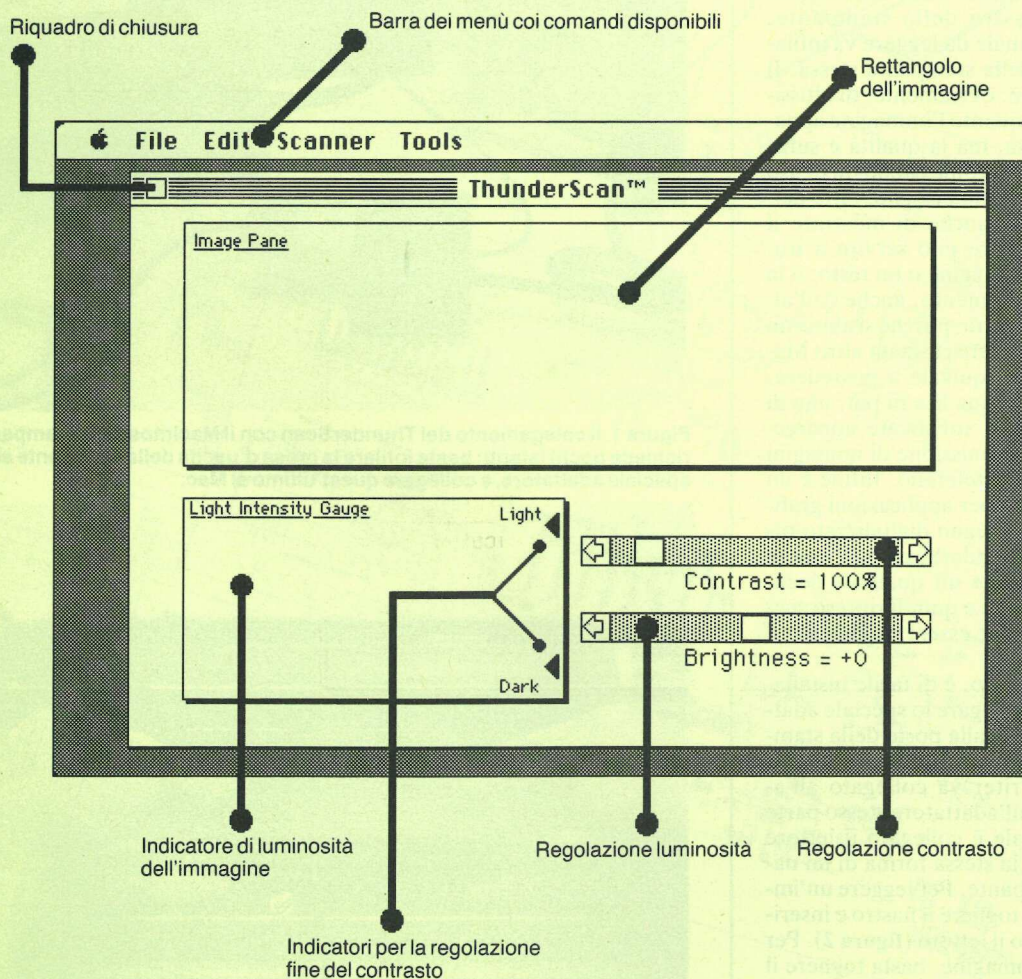 Riquadro di chiusura
Barra dei menù coi comandi disponibili
Rettangolo
dell'immagine
File Edit Scanner Tools
ThunderScan™
Image Pane
Light Intensity Gauge
Light
Dark
Contrast = 100%
Brightness = +0
Indicatore di luminosità
dell'immagine
Regolazione luminosità
Regolazione contrasto
Indicatori per la regolazione
fine del contrasto